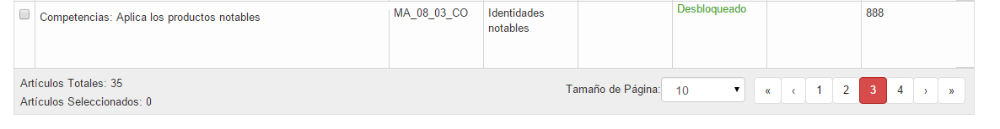 Competencias: Aplica los productos notables
MA_08_03_CO
Identidades
notables
Desbloqueado
888
Artículos Totales: 35
Artículos Seleccionados: 0
Tamaño de Página: 10
« ‹ 1 2 3 4 › »